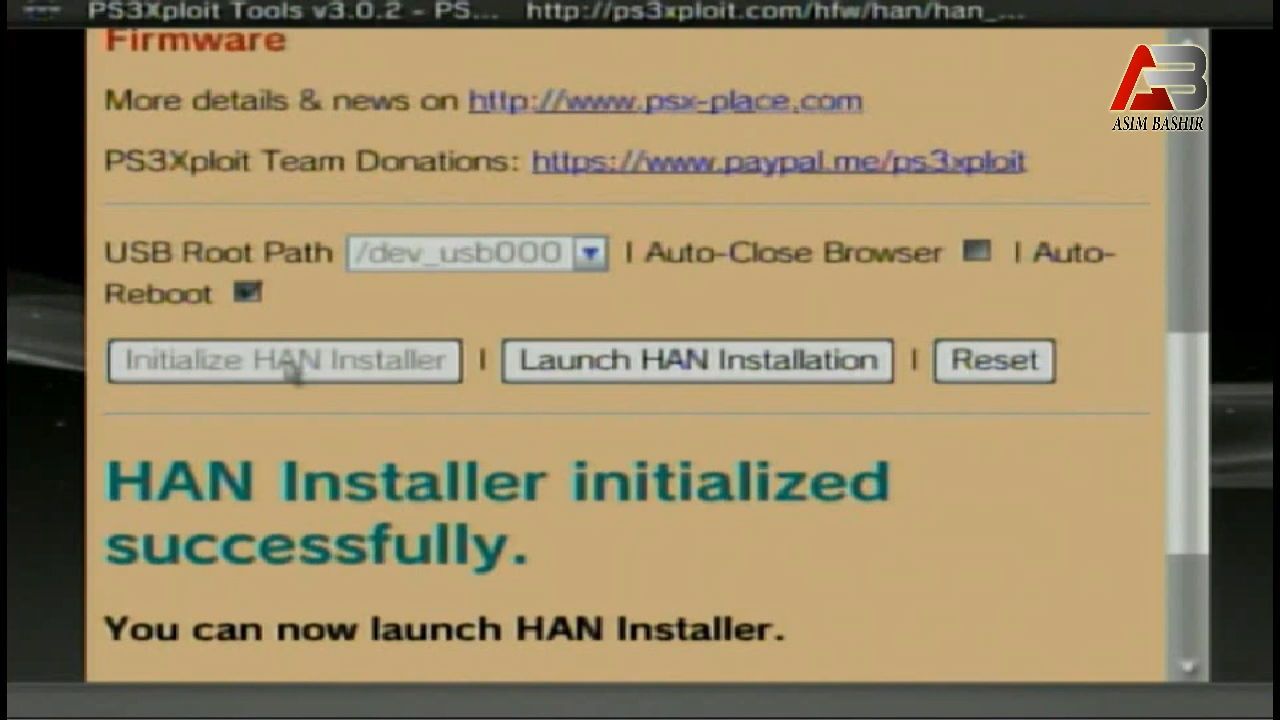 PS3Xploit Tools v3.0.2 - PS... http://ps3xploit.com/hfw/han/han_...
Firmware
AB
ASIM BASHIR
More details & news on http://www.psx-place.com
PS3Xploit Team Donations: https://www.paypal.me/ps3xploit
USB Root Path /dev_usb000 | Auto-Close Browser | Auto-
Reboot
Initialize HAN Installer | Launch HAN Installation | Reset
HAN Installer initialized
successfully.
You can now launch HAN Installer.